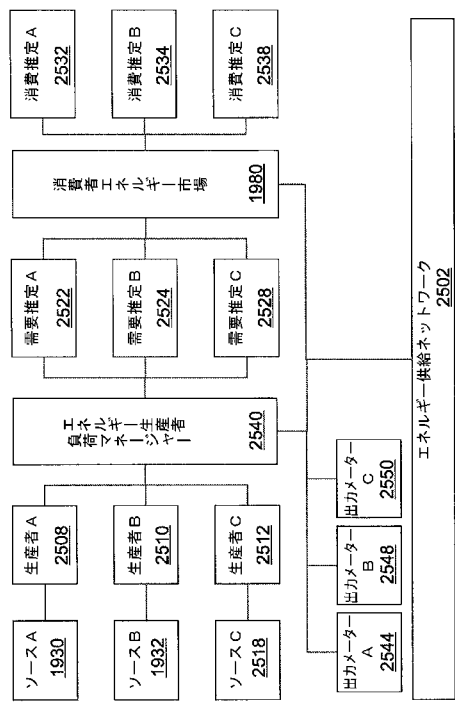 ソースA
1930
ソースB
1932
ソースC
2518
生産者A
2508
生産者B
2510
生産者C
2512
エネルギー生産者
負荷マネージャー
2540
需要推定A
2522
需要推定B
2524
需要推定C
2528
消費者エネルギー市場
1980
消費推定A
2532
消費推定B
2534
消費推定C
2538
出力メーター
A
2544
出力メーター
B
2548
出力メーター
C
2550
エネルギー供給ネットワーク
2502